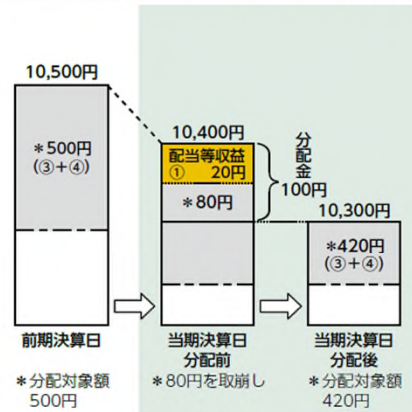 10,500円
*500円
(③+④)
前期決算日
*分配対象額
500円
10,400円
配当等収益
① 20円
*80円
分配金
100円
当期決算日
分配前
*80円を取崩し
10,300円
*420円
(③+④)
当期決算日
分配後
*分配対象額
420円